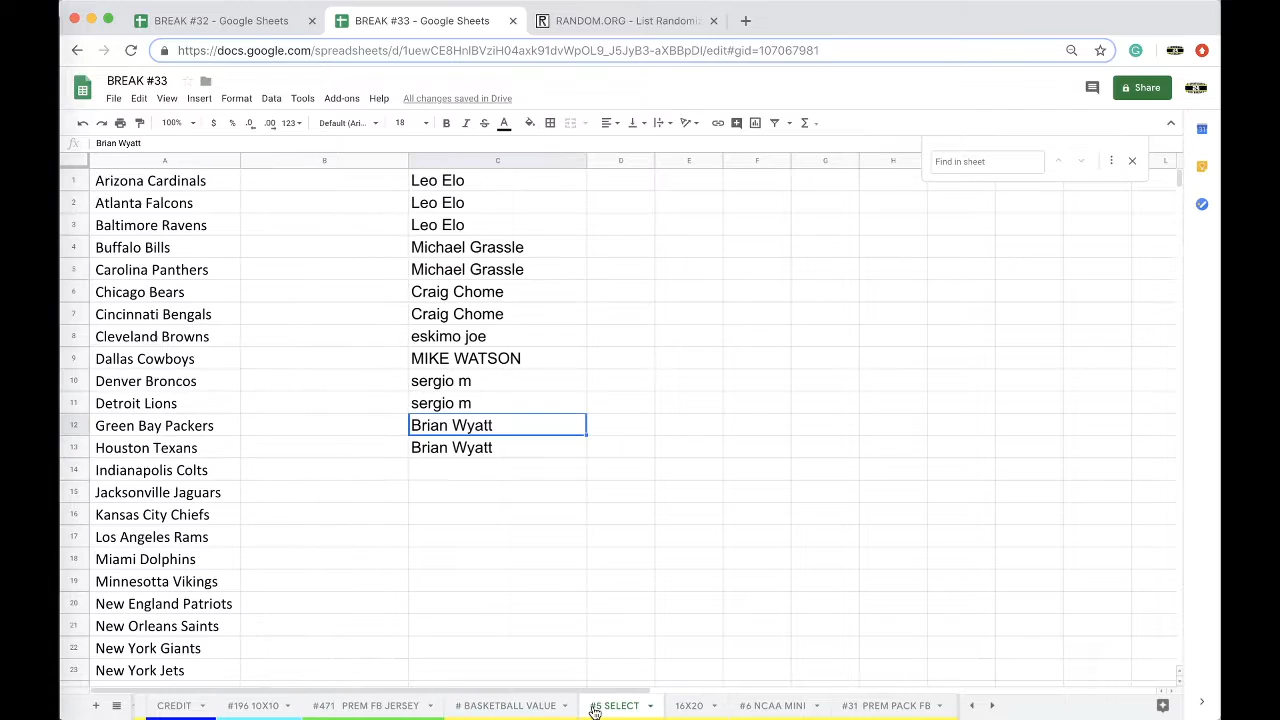 BREAK #32 - Google Sheets
BREAK #33 - Google Sheets
RANDOM.ORG - List Randomi
https://docs.google.com/spreadsheets/d/1uewCE8HnIBVziH04axk91dvWpOL9_J5JyB3-aXBBpDI/edit#gid=107067981
BREAK #33
File Edit View Insert Format Data Tools Add-ons Help All changes saved in Drive
Share
100% $ % .0 .00 123 Default (Ari... 18 B I S A
fx Brian Wyatt
Find in sheet
A B C D E F G H L
1 Arizona Cardinals Leo Elo
2 Atlanta Falcons Leo Elo
3 Baltimore Ravens Leo Elo
4 Buffalo Bills Michael Grassle
5 Carolina Panthers Michael Grassle
6 Chicago Bears Craig Chome
7 Cincinnati Bengals Craig Chome
8 Cleveland Browns eskimo joe
9 Dallas Cowboys MIKE WATSON
10 Denver Broncos sergio m
11 Detroit Lions sergio m
12 Green Bay Packers Brian Wyatt
13 Houston Texans Brian Wyatt
14 Indianapolis Colts
15 Jacksonville Jaguars
16 Kansas City Chiefs
17 Los Angeles Rams
18 Miami Dolphins
19 Minnesota Vikings
20 New England Patriots
21 New Orleans Saints
22 New York Giants
23 New York Jets
CREDIT #196 10X10 #471 PREM FB JERSEY # BASKETBALL VALUE #5 SELECT 16X20 #6 NCAA MINI #31 PREM PACK FB